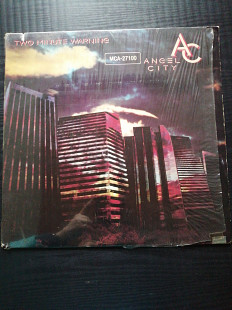 TWO MINUTE WARNING
AC
MCA-27100
ANGEL
CITY